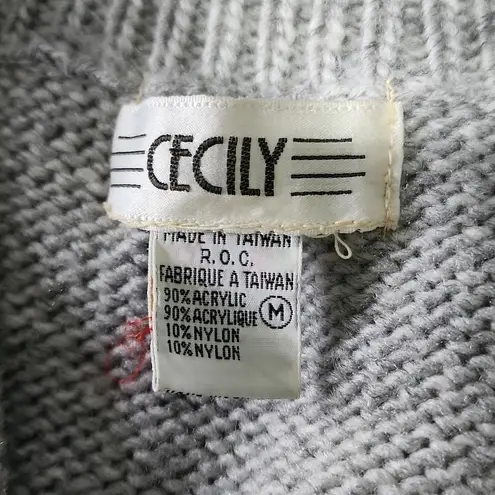 CECILY
MADE IN TAIWAN
R.O.C.
FABRIQUE A TAIWAN
90% ACRYLIC
90% ACRYLIQUE M
10% NYLON
10% NYLON